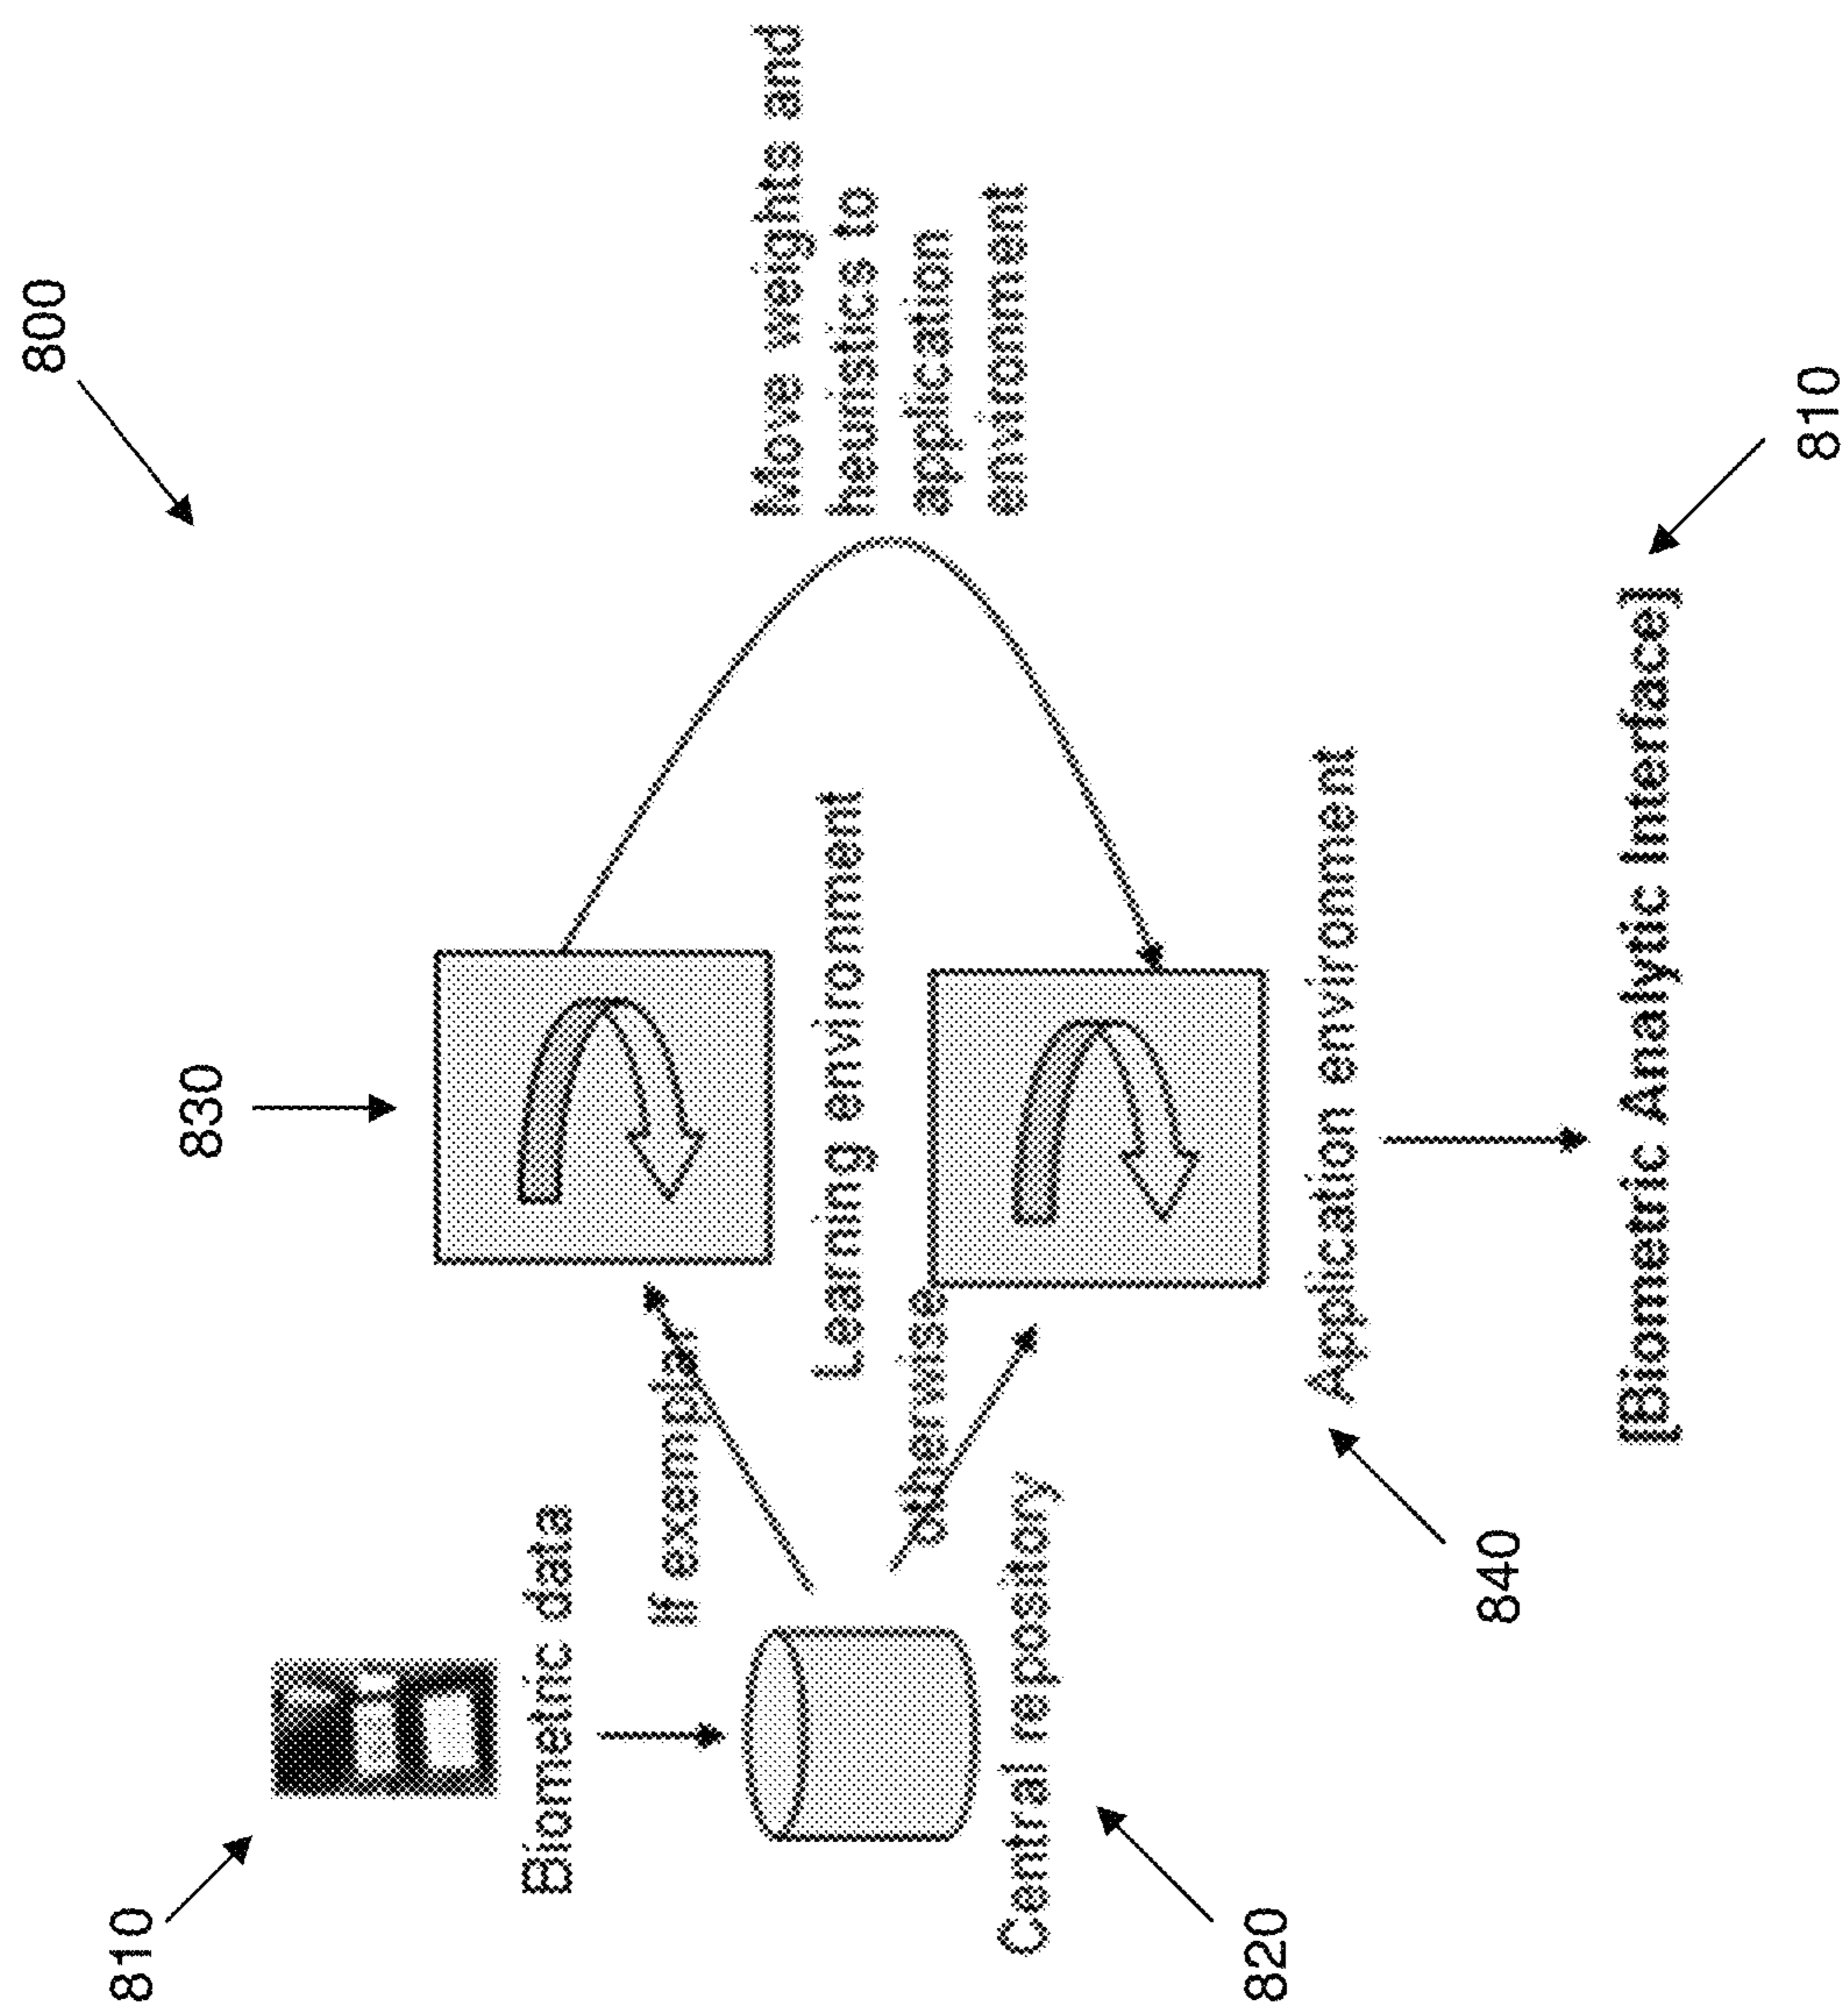 800
810
830
Biometric data
If exemplar
Learning environment
Move weights and
heuristics to
application
environment
otherwise
Central repository
820
Application environment
840
[Biometric Analytic Interface]
810